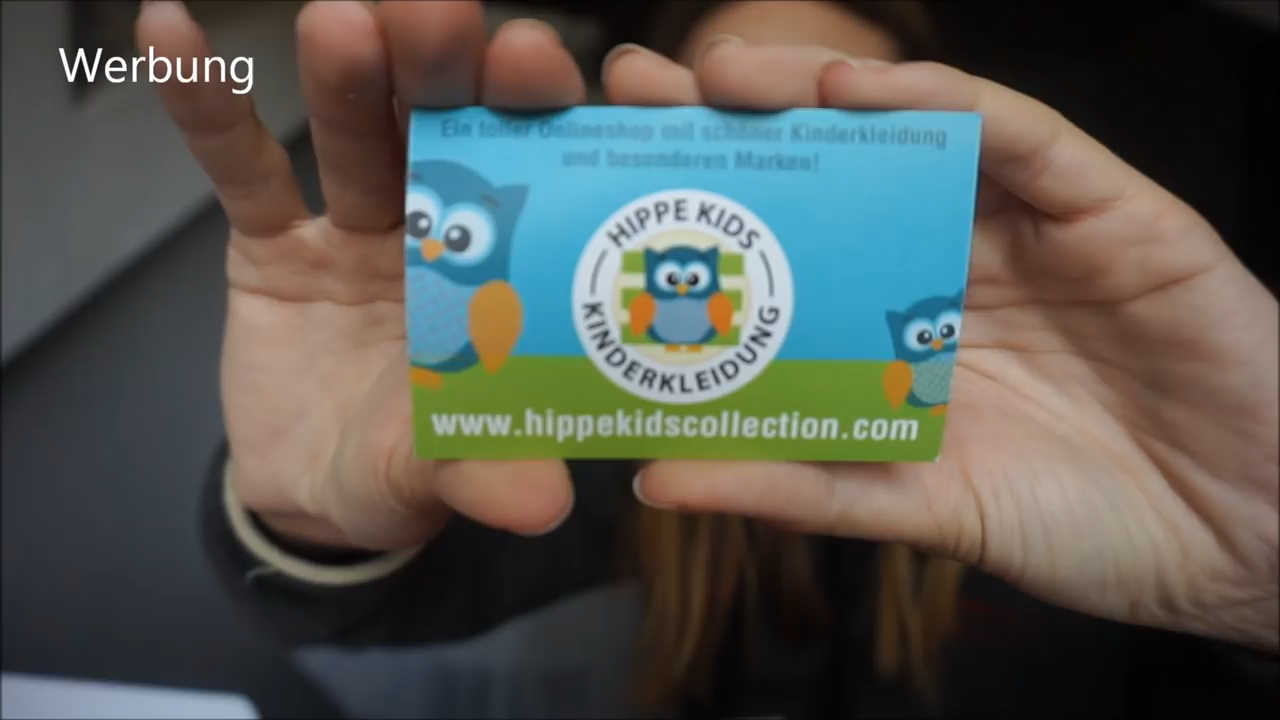 Werbung
Ein toller Onlineshop mit schöner Kinderkleidung
und besonderen Marken!
HIPPE KIDS
KINDERKLEIDUNG
www.hippekidscollection.com